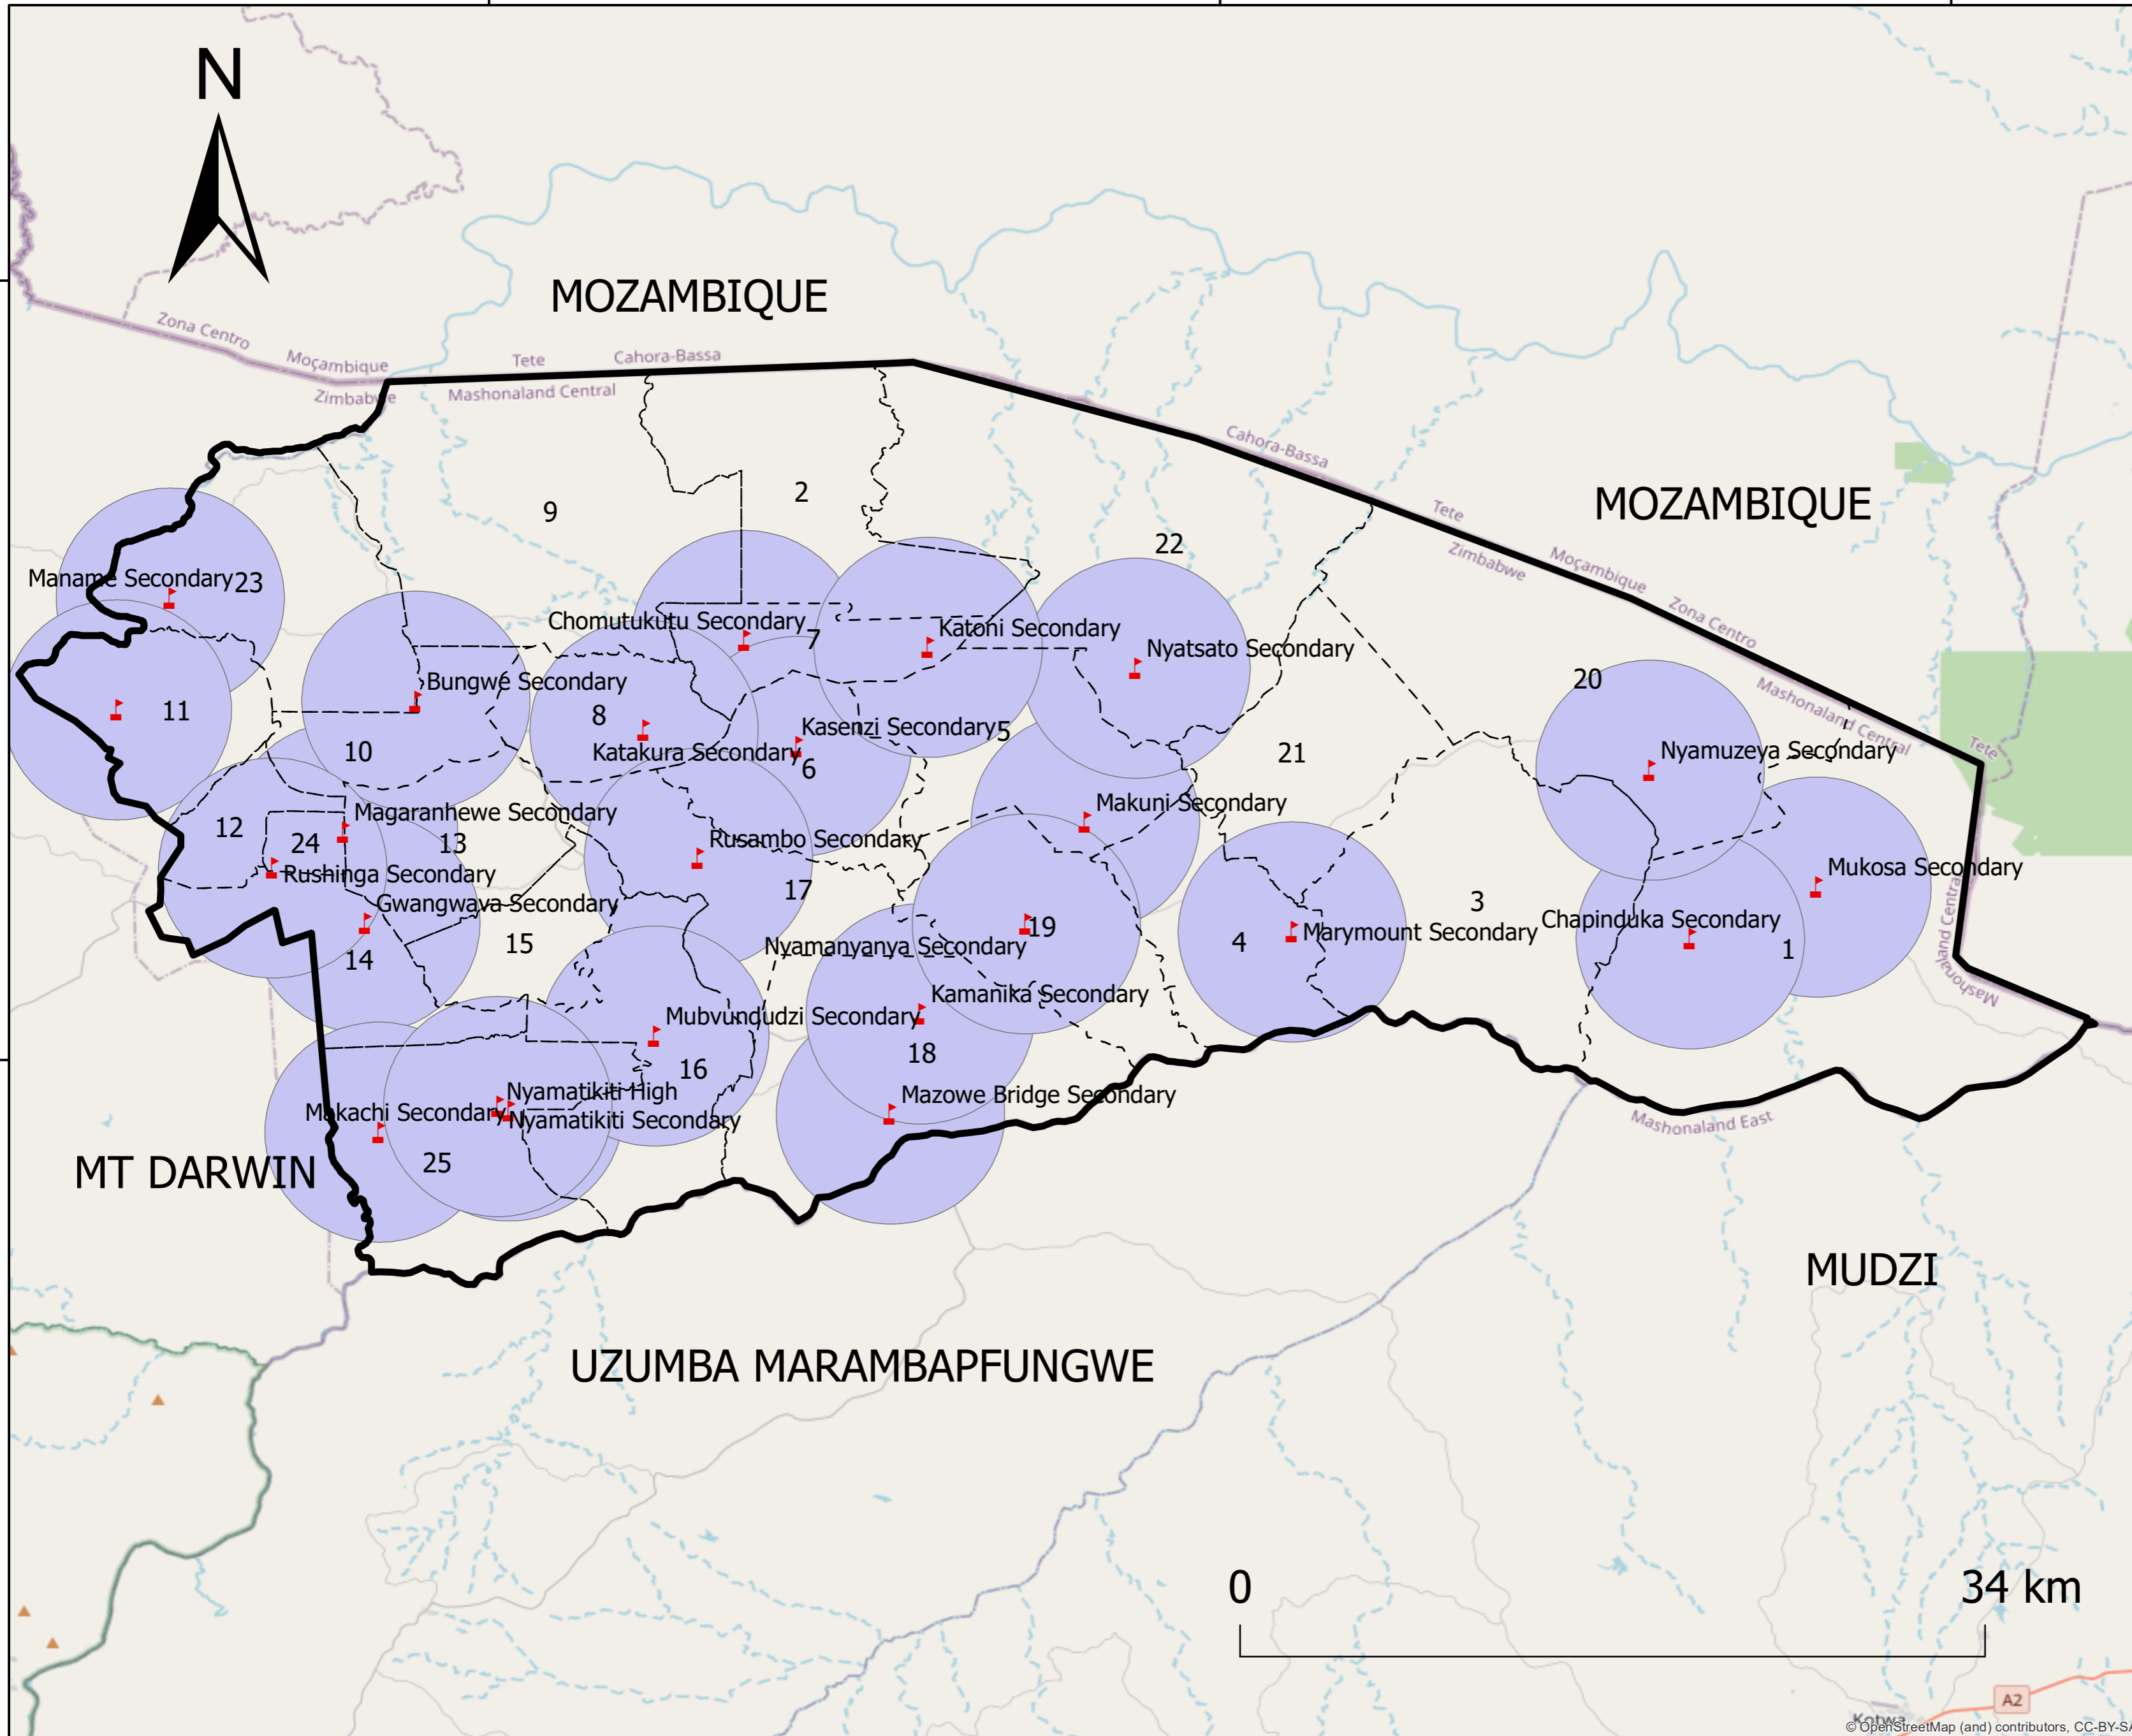 N
MOZAMBIQUE
Zona Centro
Moçambique
Tete
Cahora-Bassa
Zimbabwe
Mashonaland Central
Cahora-Bassa
2
9
Tete
MOZAMBIQUE
22
Zimbabwe
Moçambique
Maname Secondary
23
Zona Centro
Chomutukutu Secondary
7
Katoni Secondary
Nyatsato Secondary
20
Bungwe Secondary
Mashonaland Central
11
8
Kasenzi Secondary
5
10
Katakura Secondary
6
21
Nyamuzeya Secondary
Tete
Magaranhewe Secondary
Makuni Secondary
12
24
13
Rusambo Secondary
Rushinga Secondary
Mukosa Secondary
17
Gwangwava Secondary
3
Chapinduka Secondary
19
Marymount Secondary
15
Nyamanyanya Secondary
4
1
14
Mashonaland Central
Kamanika Secondary
Mashonal
Mubvundudzi Secondary
18
16
Nyamatikiti High
Mazowe Bridge Secondary
Makachi Secondary
Nyamatikiti Secondary
Mashonaland East
25
MT DARWIN
MUDZI
UZUMBA MARAMBAPFUNGWE
0
34 km
A2
Kotwa
© OpenStreetMap (and) contributors, CC-BY-SA